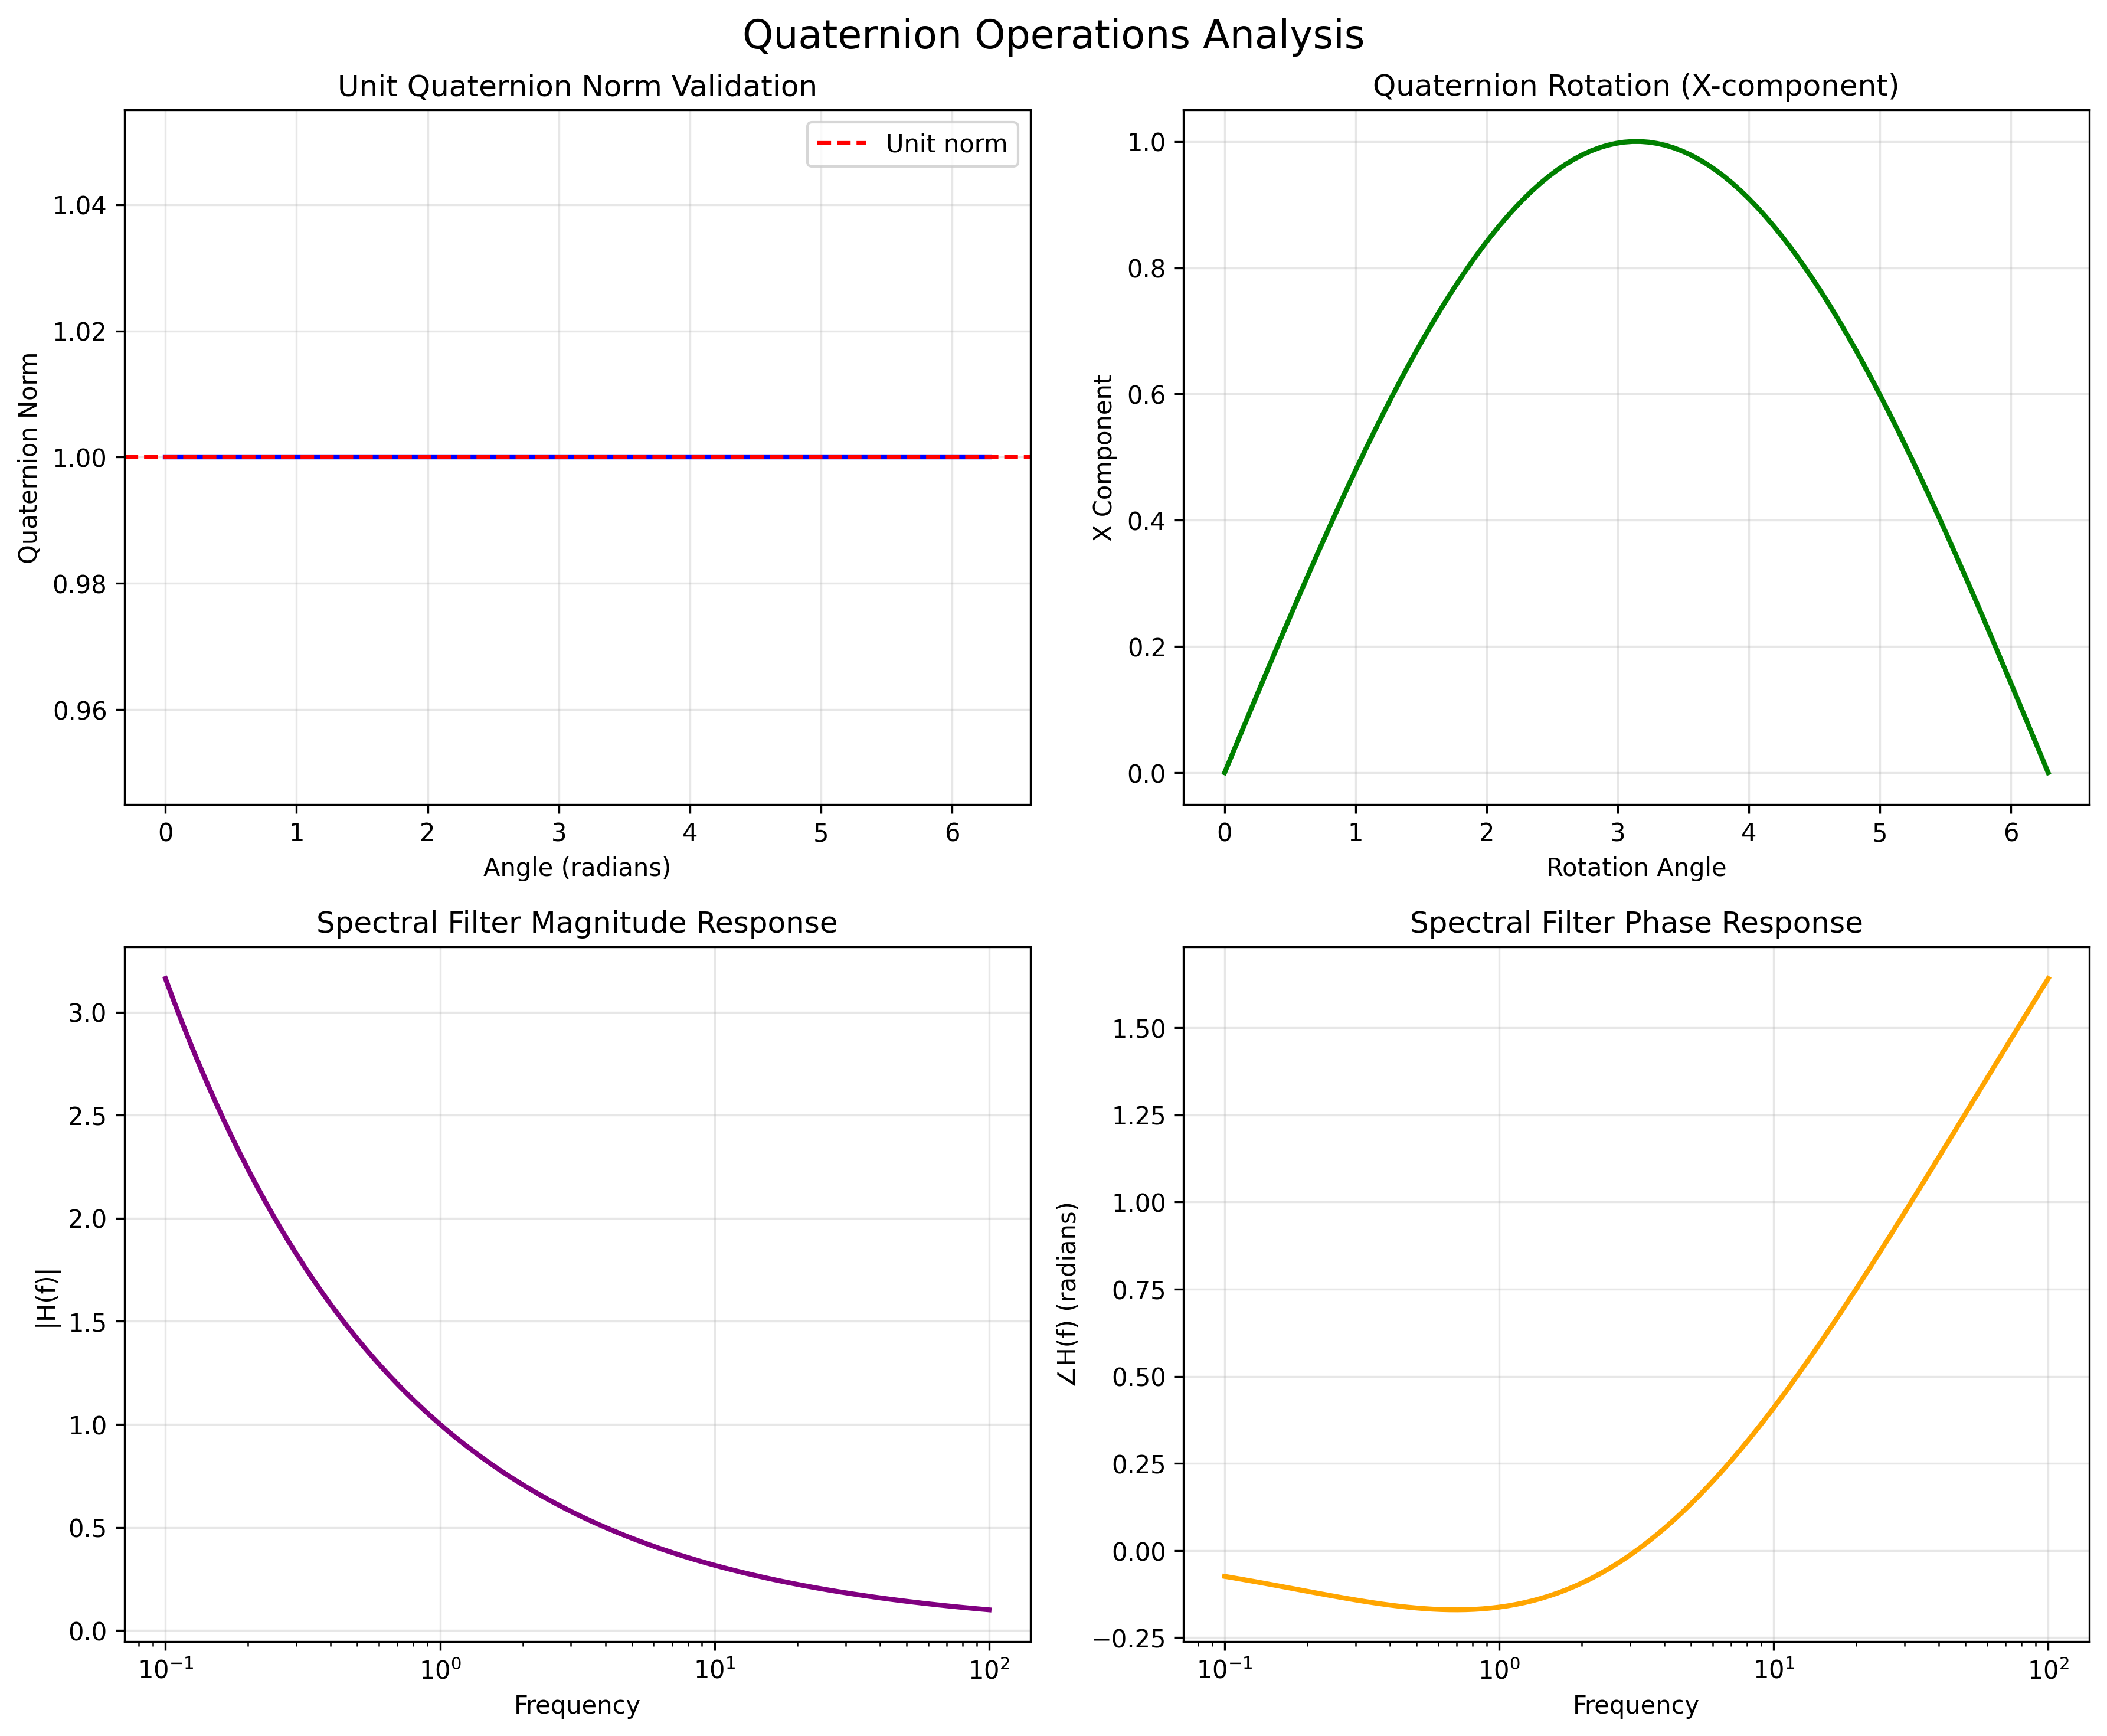 Quaternion Operations Analysis
Unit Quaternion Norm Validation
Unit norm
1.04
1.02
1.00
0.98
0.96
Quaternion Norm
0 1 2 3 4 5 6
Angle (radians)
Quaternion Rotation (X-component)
1.0
0.8
0.6
0.4
0.2
0.0
X Component
0 1 2 3 4 5 6
Rotation Angle
Spectral Filter Magnitude Response
3.0
2.5
2.0
1.5
1.0
0.5
0.0
|H(f)|
10⁻¹ 10⁰ 10¹ 10²
Frequency
Spectral Filter Phase Response
1.50
1.25
1.00
0.75
0.50
0.25
0.00
−0.25
∠H(f) (radians)
10⁻¹ 10⁰ 10¹ 10²
Frequency